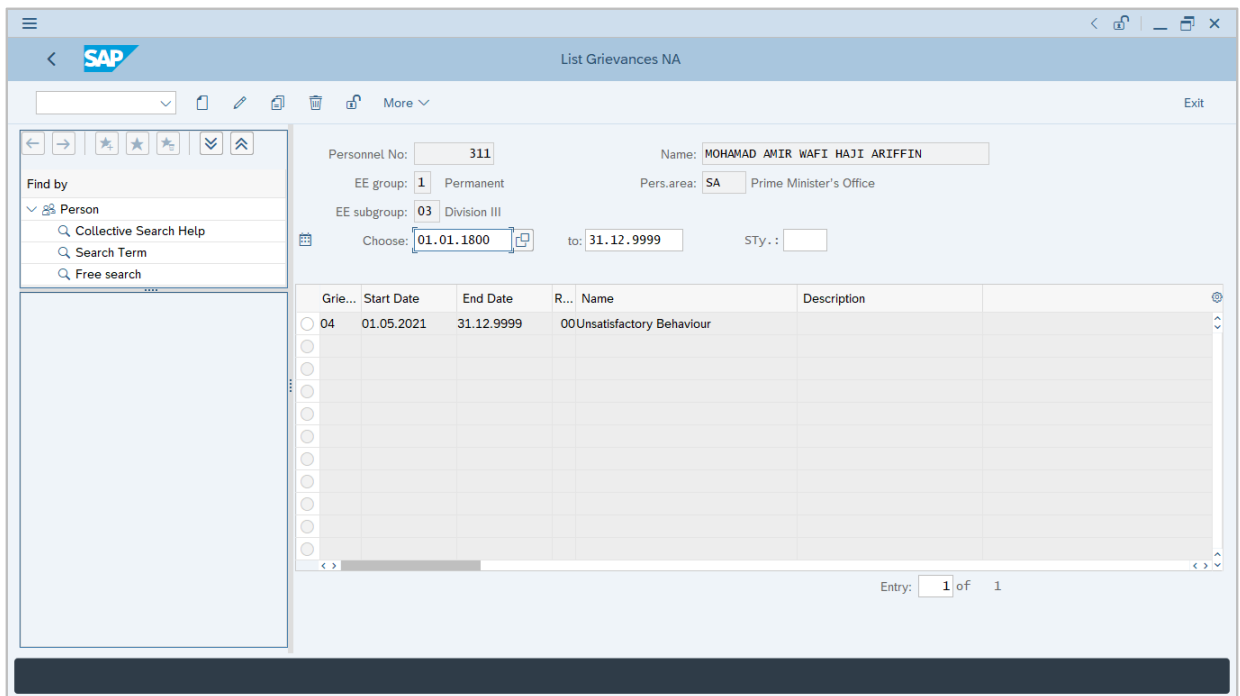 SAP
List Grievances NA
More
Exit
Find by
Person
Collective Search Help
Search Term
Free search
Personnel No: 311 Name: MOHAMAD AMIR WAFI HAJI ARIFFIN
EE group: 1 Permanent Pers.area: SA Prime Minister's Office
EE subgroup: 03 Division III
Choose: 01.01.1800 to: 31.12.9999 STy.:
Grie... Start Date End Date R... Name Description
04 01.05.2021 31.12.9999 00 Unsatisfactory Behaviour
Entry: 1 of 1